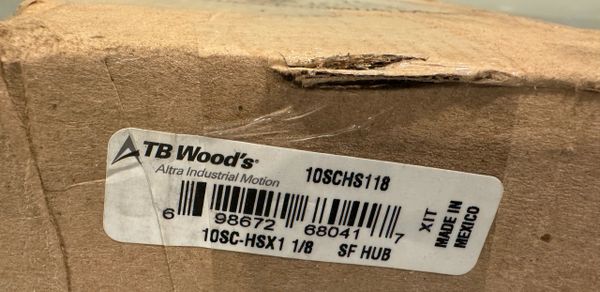 TB Wood's®
Altra Industrial Motion
10SCHS118
6 98672 68041 7
10SC-HSX1 1/8 SF HUB
XIT
MADE IN
MEXICO